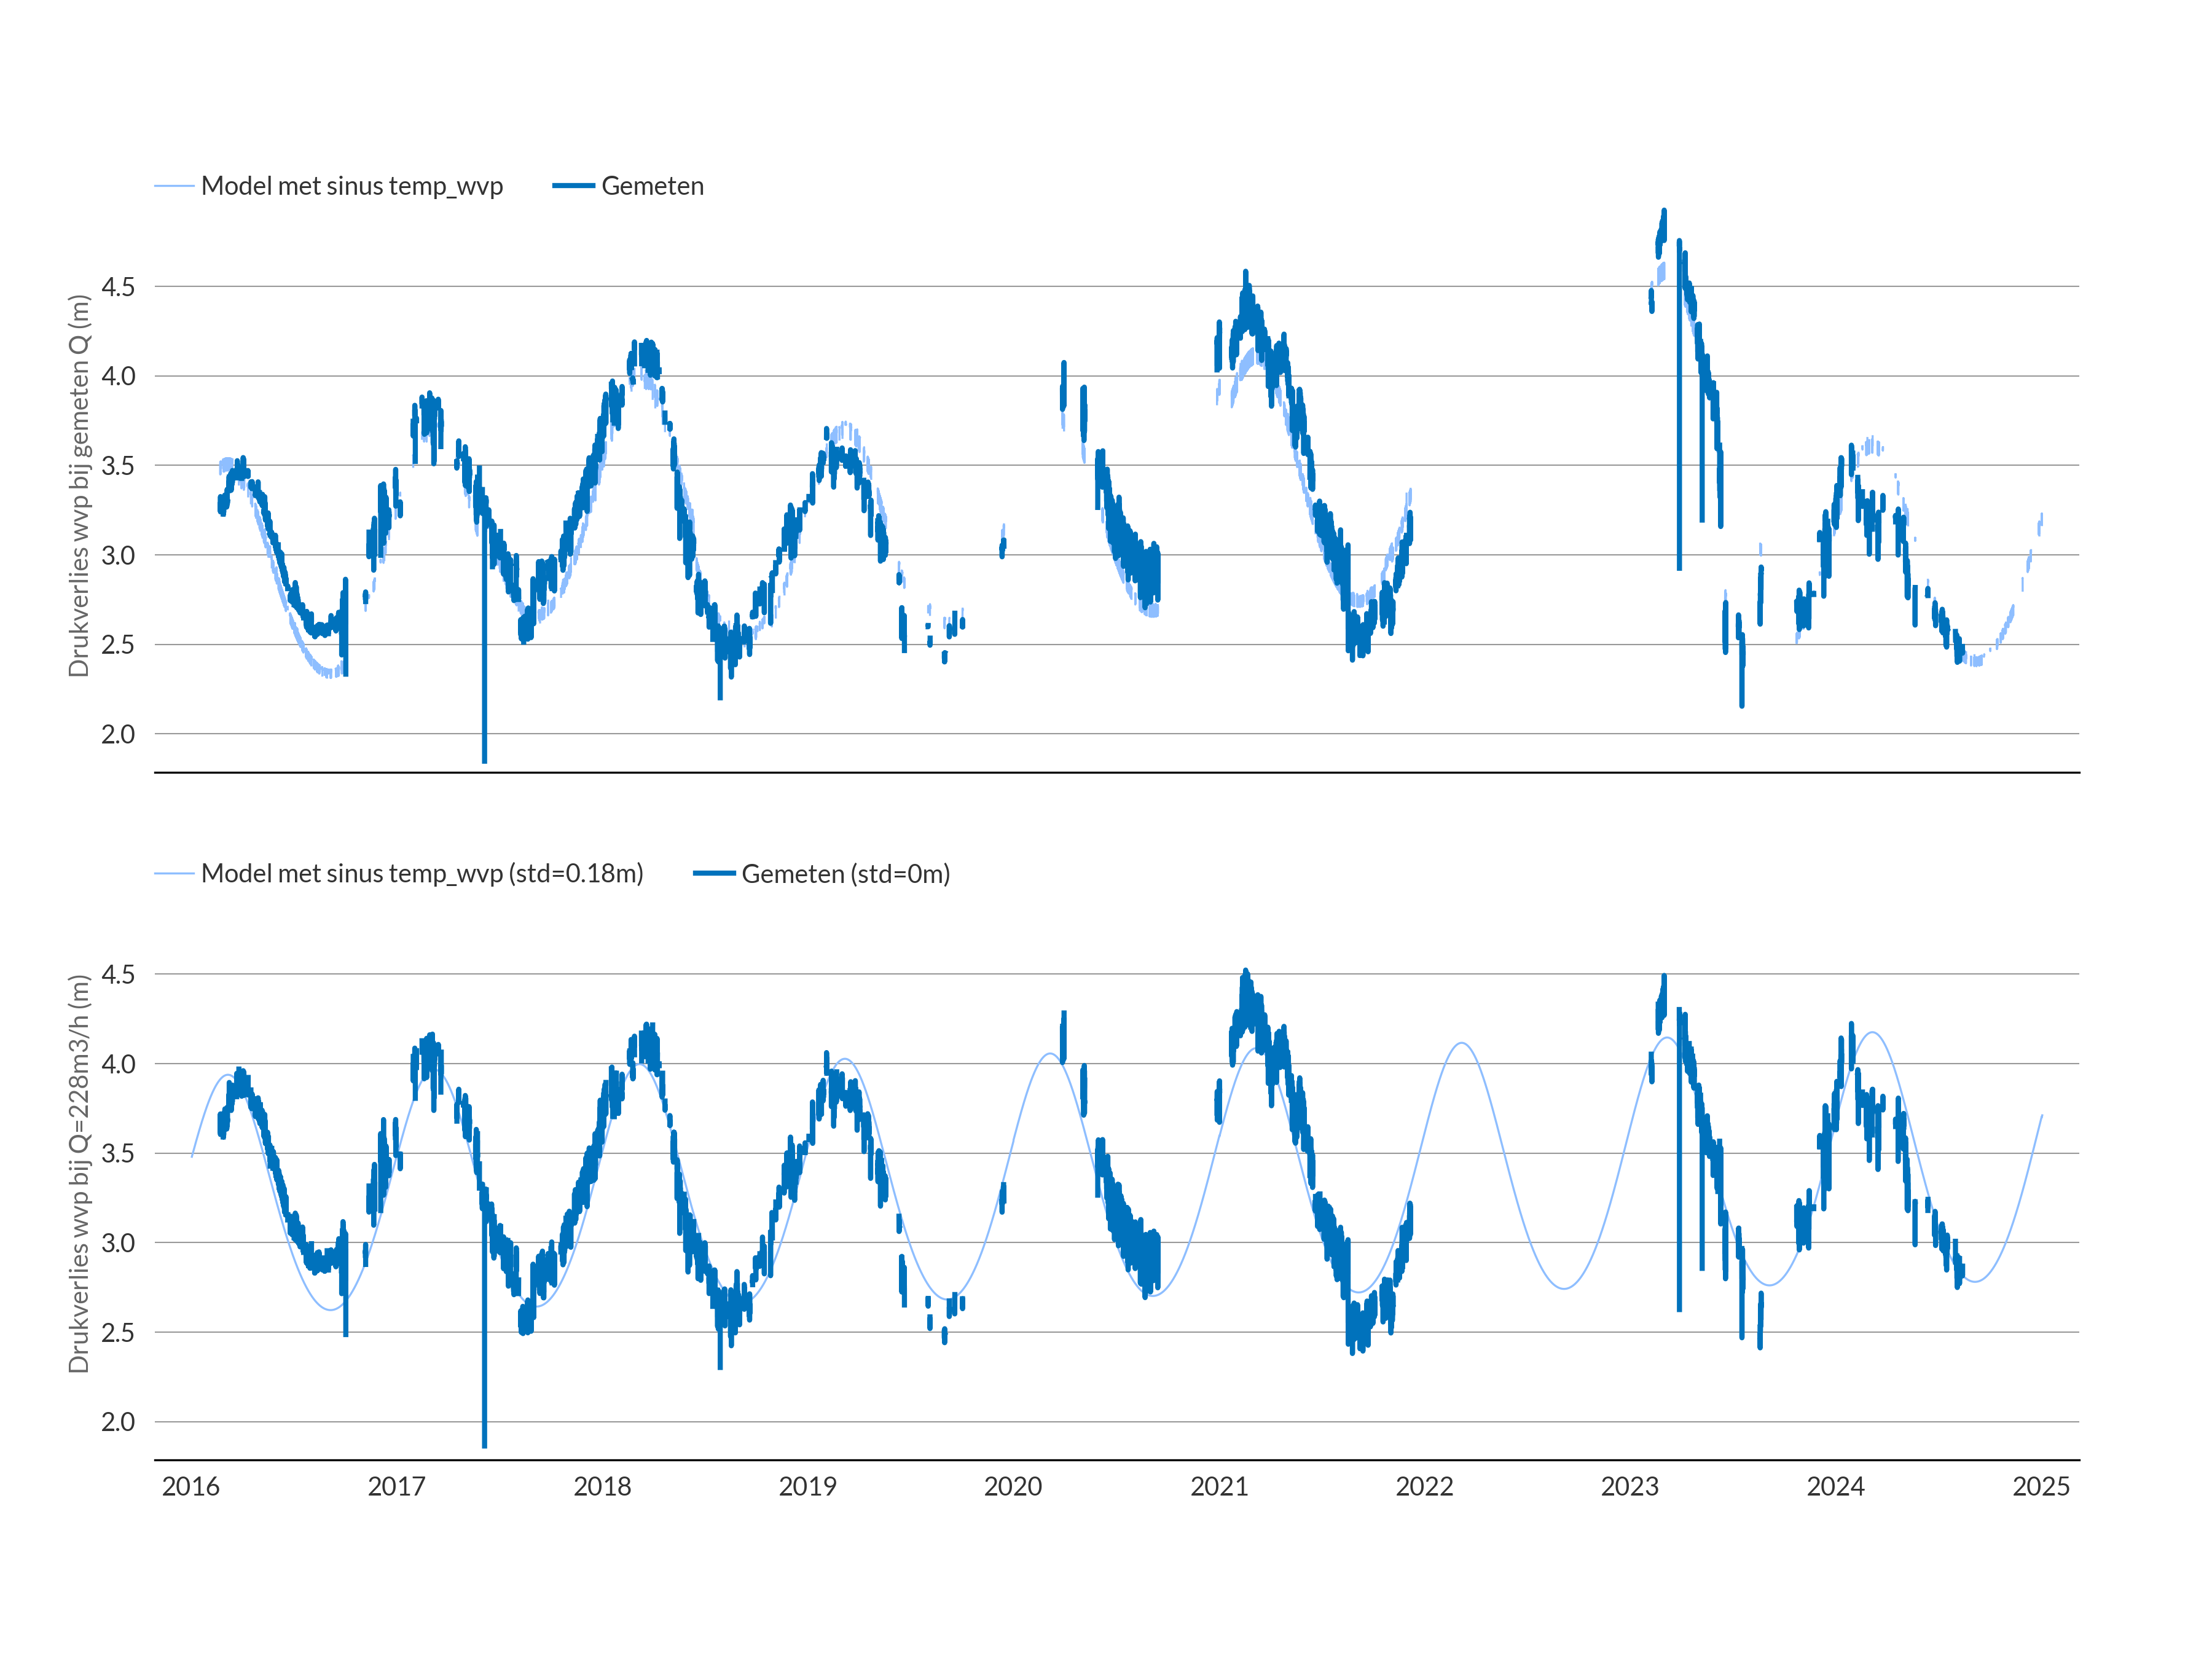 Model met sinus temp_wvp Gemeten
Drukverlies wvp bij gemeten Q (m)
4.5
4.0
3.5
3.0
2.5
2.0
Model met sinus temp_wvp (std=0.18m) Gemeten (std=0m)
Drukverlies wvp bij Q=228m3/h (m)
4.5
4.0
3.5
3.0
2.5
2.0
2016 2017 2018 2019 2020 2021 2022 2023 2024 2025